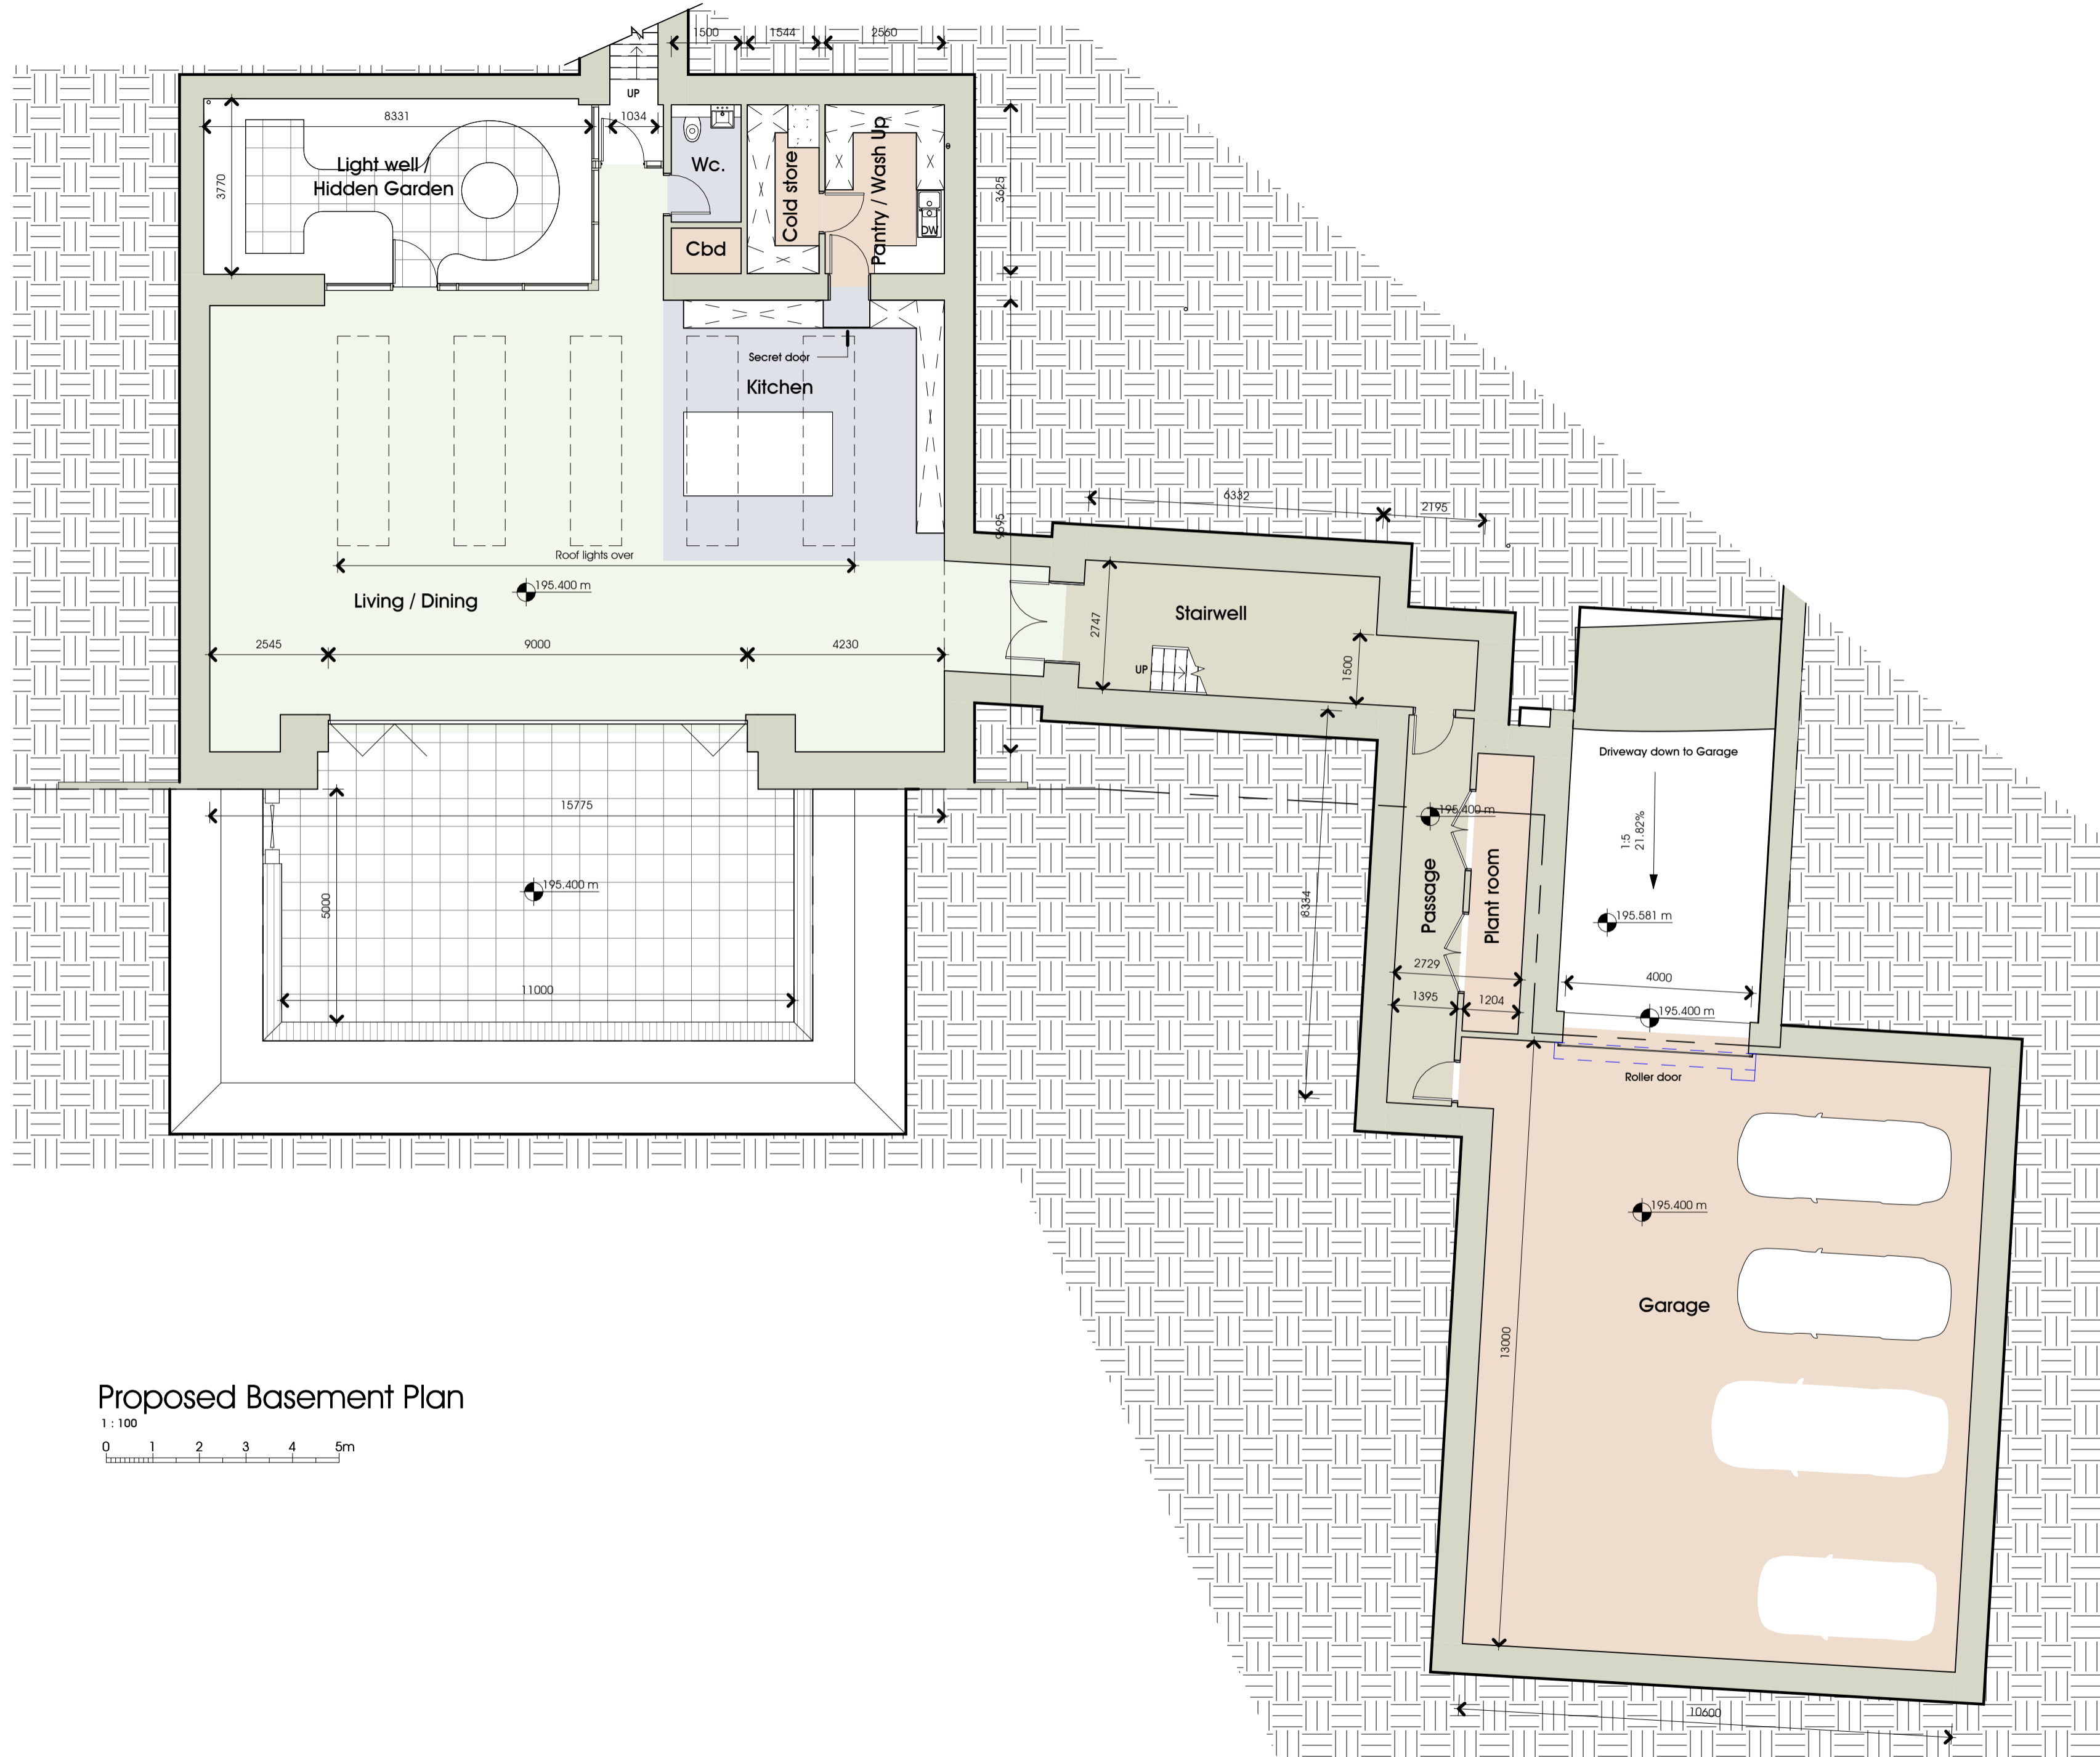 1500
1544
2560
UP
8331
1034
Light well /
Hidden Garden
3770
Wc.
Cold store
Pantry / Wash Up
DW
3625
Cbd
Secret door
Kitchen
9695
6332
2195
Roof lights over
195.400 m
Living / Dining
2747
Stairwell
UP
1500
2545
9000
4230
Driveway down to Garage
15775
195.400 m
1:5
21.82%
5000
195.400 m
8334
Passage
Plant room
195.581 m
2729
4000
11000
1395
1204
195.400 m
Roller door
195.400 m
Garage
13000
Proposed Basement Plan
1 : 100
0 1 2 3 4 5m
10600